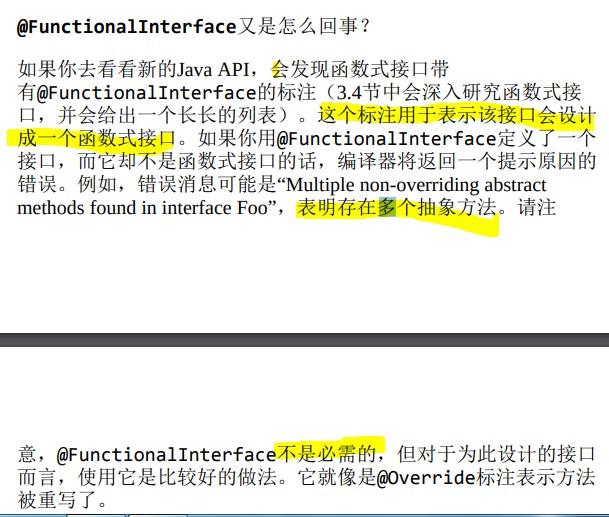 @FunctionalInterface又是怎么回事？
如果你去看看新的Java API，会发现函数式接口带
有@FunctionalInterface的标注（3.4节中会深入研究函数式接
口，并会给出一个长长的列表）。这个标注用于表示该接口会设计
成一个函数式接口。如果你用@FunctionalInterface定义了一个
接口，而它却不是函数式接口的话，编译器将返回一个提示原因的
错误。例如，错误消息可能是“Multiple non-overriding abstract
methods found in interface Foo”，表明存在多个抽象方法。请注
意，@FunctionalInterface不是必需的，但对于为此设计的接口
而言，使用它是比较好的做法。它就像是@Override标注表示方法
被重写了。